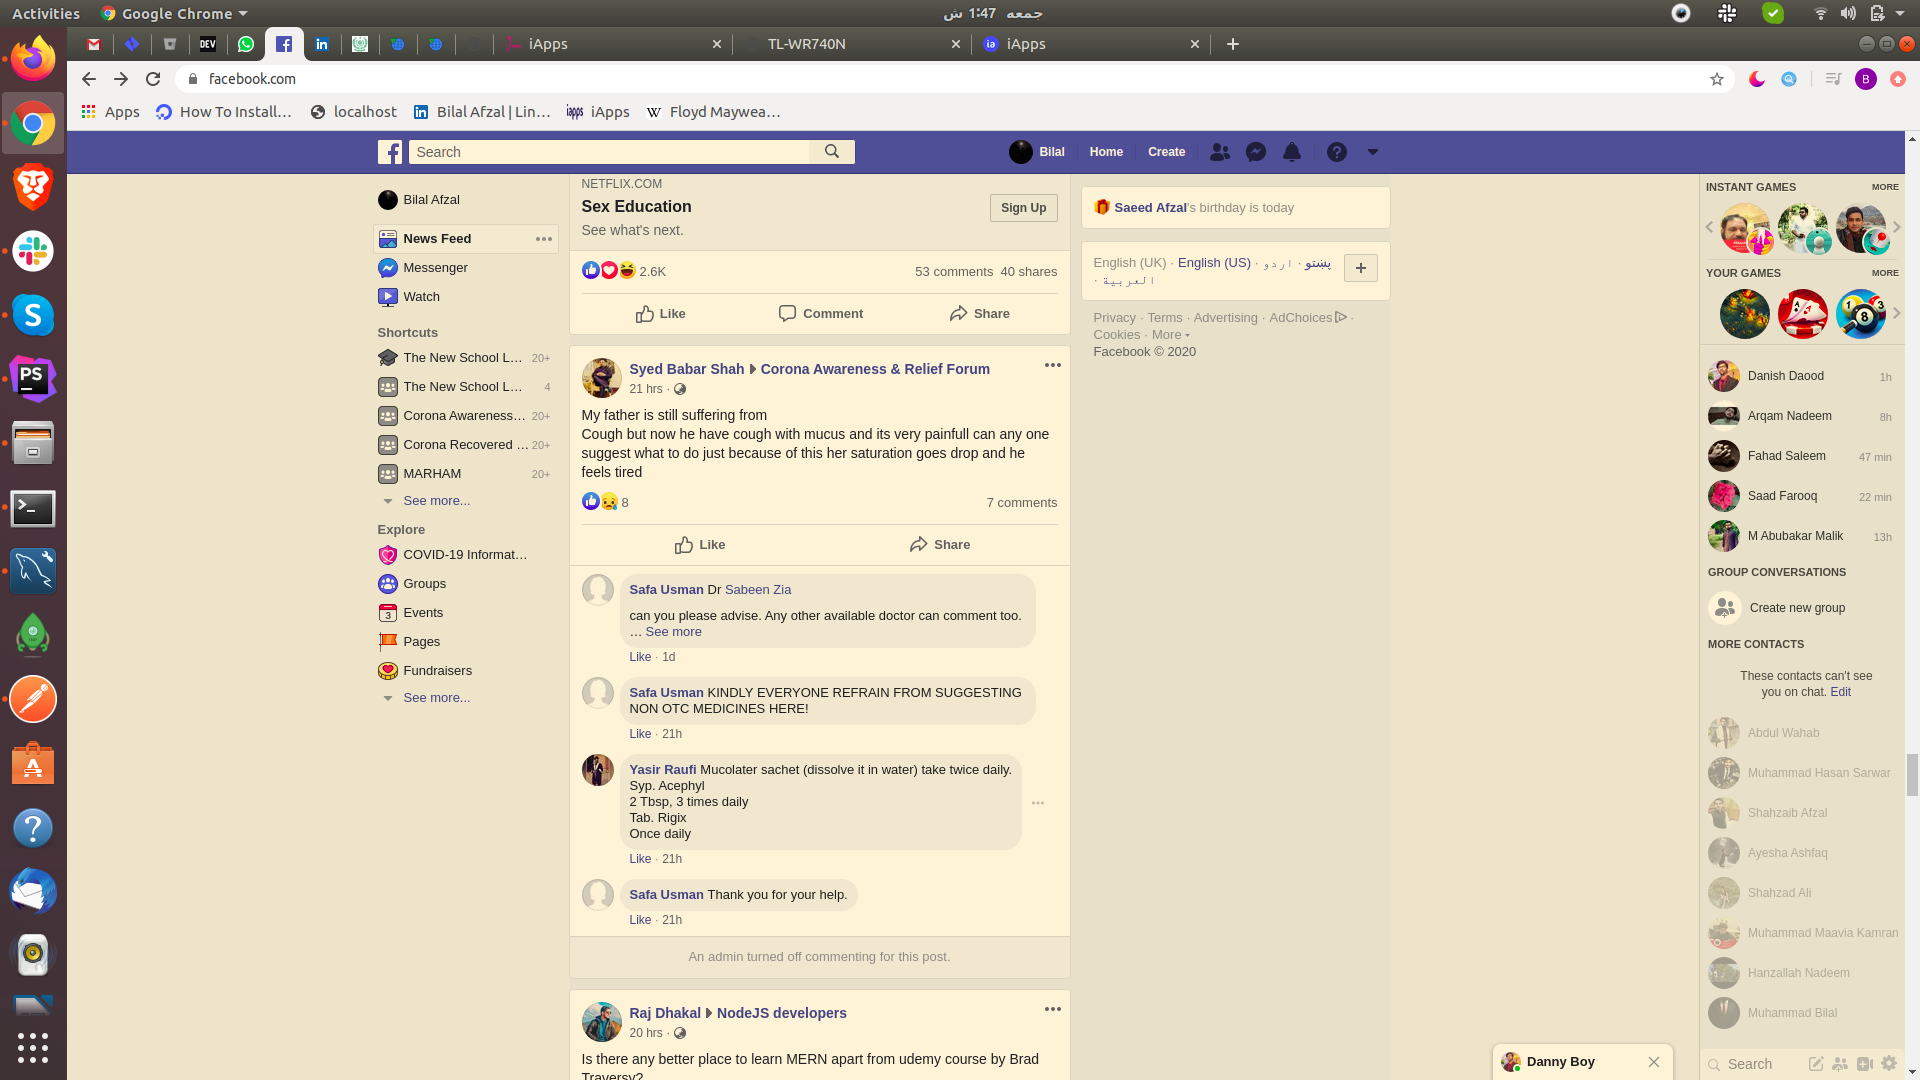 Activities
Google Chrome
جمعه 1:47 ش
DEV
iApps
TL-WR740N
iApps
facebook.com
B
Apps
How To Install…
localhost
Bilal Afzal | Lin…
iApps
Floyd Maywea…
Search
Bilal
Home
Create
Bilal Afzal
News Feed
Messenger
Watch
Shortcuts
The New School L… 20+
The New School L… 4
Corona Awareness… 20+
Corona Recovered … 20+
MARHAM 20+
See more...
Explore
COVID-19 Informat…
Groups
Events
Pages
Fundraisers
See more...
NETFLIX.COM
Sex Education
See what's next.
Sign Up
2.6K
53 comments 40 shares
Like
Comment
Share
Syed Babar Shah Corona Awareness & Relief Forum
21 hrs ·
My father is still suffering from
Cough but now he have cough with mucus and its very painfull can any one
suggest what to do just because of this her saturation goes drop and he
feels tired
8
7 comments
Like
Share
Safa Usman Dr Sabeen Zia
can you please advise. Any other available doctor can comment too.
… See more
Like · 1d
Safa Usman KINDLY EVERYONE REFRAIN FROM SUGGESTING
NON OTC MEDICINES HERE!
Like · 21h
Yasir Raufi Mucolater sachet (dissolve it in water) take twice daily.
Syp. Acephyl
2 Tbsp, 3 times daily
Tab. Rigix
Once daily
Like · 21h
Safa Usman Thank you for your help.
Like · 21h
An admin turned off commenting for this post.
Raj Dhakal NodeJS developers
20 hrs ·
Is there any better place to learn MERN apart from udemy course by Brad
Traversy?
Saeed Afzal's birthday is today
English (UK) · English (US) · اردو · پښتو
· العربية
Privacy · Terms · Advertising · AdChoices ·
Cookies · More
Facebook © 2020
INSTANT GAMES
MORE
YOUR GAMES
MORE
Danish Daood 1h
Arqam Nadeem 8h
Fahad Saleem 47 min
Saad Farooq 22 min
M Abubakar Malik 13h
GROUP CONVERSATIONS
Create new group
MORE CONTACTS
These contacts can't see
you on chat. Edit
Abdul Wahab
Muhammad Hasan Sarwar
Shahzaib Afzal
Ayesha Ashfaq
Shahzad Ali
Muhammad Maavia Kamran
Hanzallah Nadeem
Muhammad Bilal
Search
Danny Boy